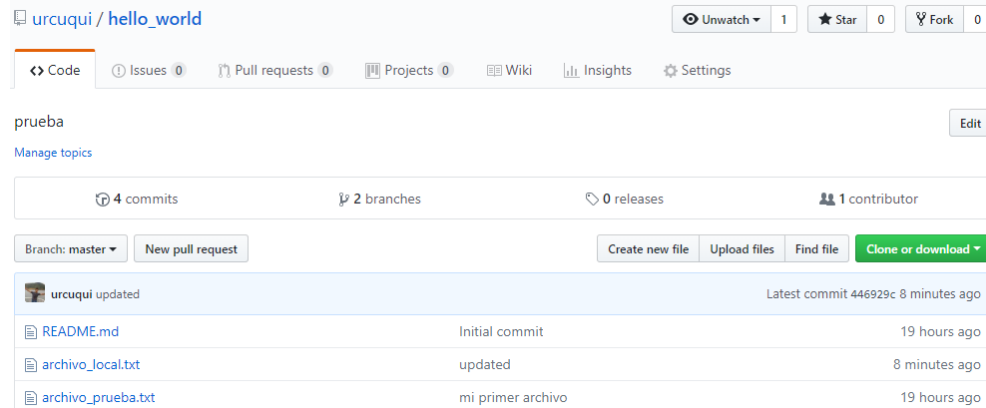 urcuqui / hello_world Unwatch 1 Star 0 Fork 0
Code Issues 0 Pull requests 0 Projects 0 Wiki Insights Settings
prueba Edit
Manage topics
4 commits 2 branches 0 releases 1 contributor
Branch: master New pull request Create new file Upload files Find file Clone or download
urcuqui updated Latest commit 446929c 8 minutes ago
README.md Initial commit 19 hours ago
archivo_local.txt updated 8 minutes ago
archivo_prueba.txt mi primer archivo 19 hours ago